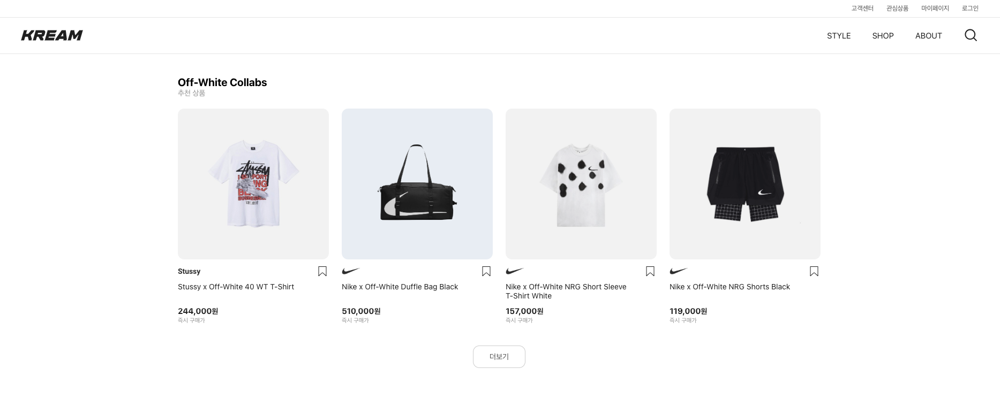 고객센터 관심상품 마이페이지 로그인
KREAM
STYLE SHOP ABOUT
Off-White Collabs
추천 상품
STUSSY
Stussy
Stussy x Off-White 40 WT T-Shirt
244,000원
즉시 구매가
Nike x Off-White Duffle Bag Black
510,000원
즉시 구매가
Nike x Off-White NRG Short Sleeve
T-Shirt White
157,000원
즉시 구매가
Nike x Off-White NRG Shorts Black
119,000원
즉시 구매가
더보기